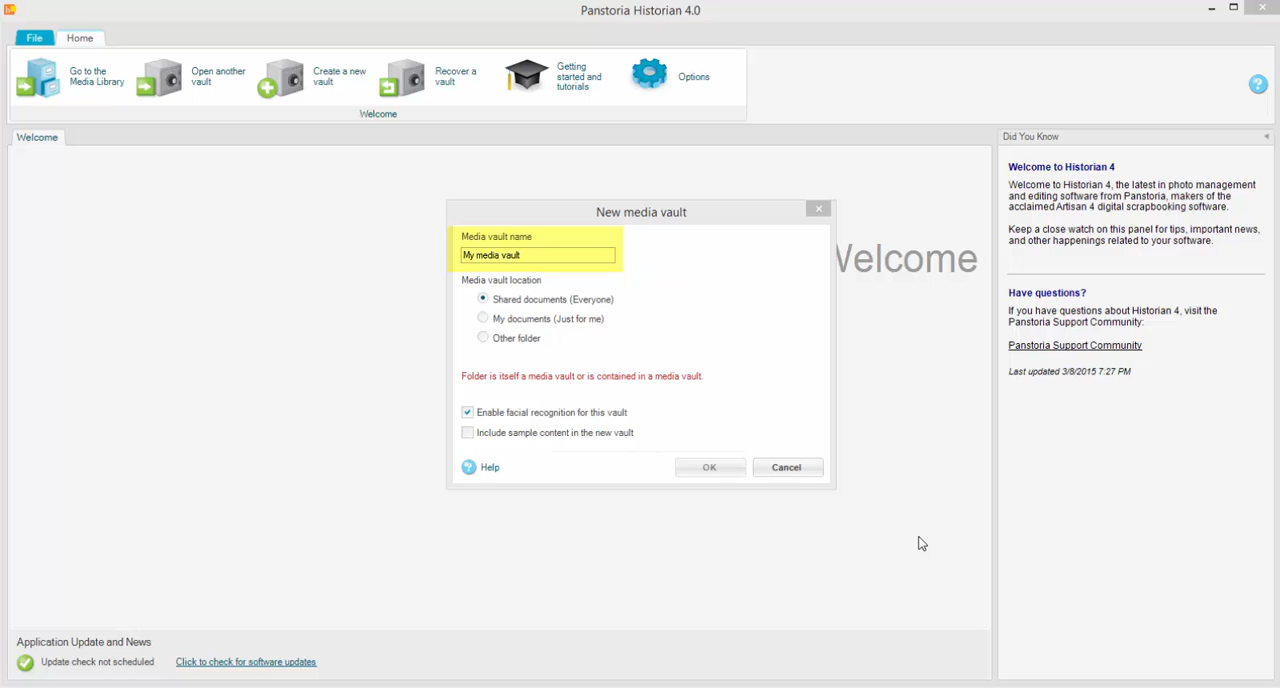 Panstoria Historian 4.0
File
Home
Go to the
Media Library
Open another
vault
Create a new
vault
Recover a
vault
Getting
started and
tutorials
Options
Welcome
Welcome
Did You Know
Welcome to Historian 4
Welcome to Historian 4, the latest in photo management
and editing software from Panstoria, makers of the
acclaimed Artisan 4 digital scrapbooking software.
Keep a close watch on this panel for tips, important news,
and other happenings related to your software.
Have questions?
If you have questions about Historian 4, visit the
Panstoria Support Community:
Panstoria Support Community
Last updated 3/8/2015 7:27 PM
Welcome
New media vault
Media vault name
My media vault
Media vault location
Shared documents (Everyone)
My documents (Just for me)
Other folder
Folder is itself a media vault or is contained in a media vault.
Enable facial recognition for this vault
Include sample content in the new vault
Help
OK
Cancel
Application Update and News
Update check not scheduled
Click to check for software updates